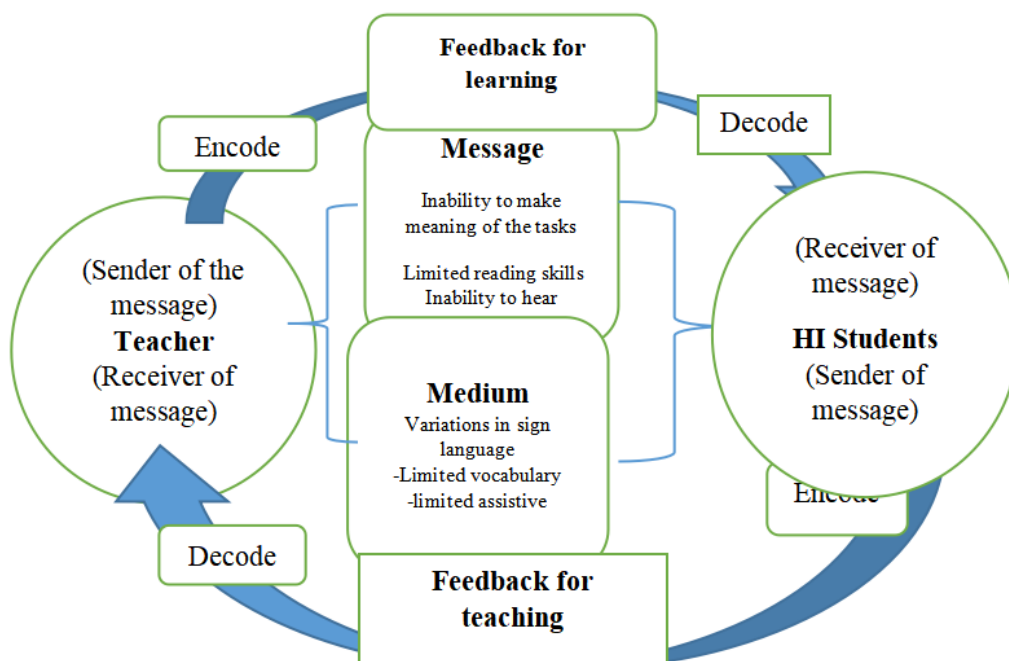 Feedback for
learning
Encode
Decode
Message
Inability to make
meaning of the tasks
Limited reading skills
Inability to hear
(Sender of the
message)
Teacher
(Receiver of
message)
(Receiver of
message)
HI Students
(Sender of
message)
Medium
Variations in sign
language
-Limited vocabulary
-limited assistive
Encode
Decode
Feedback for
teaching